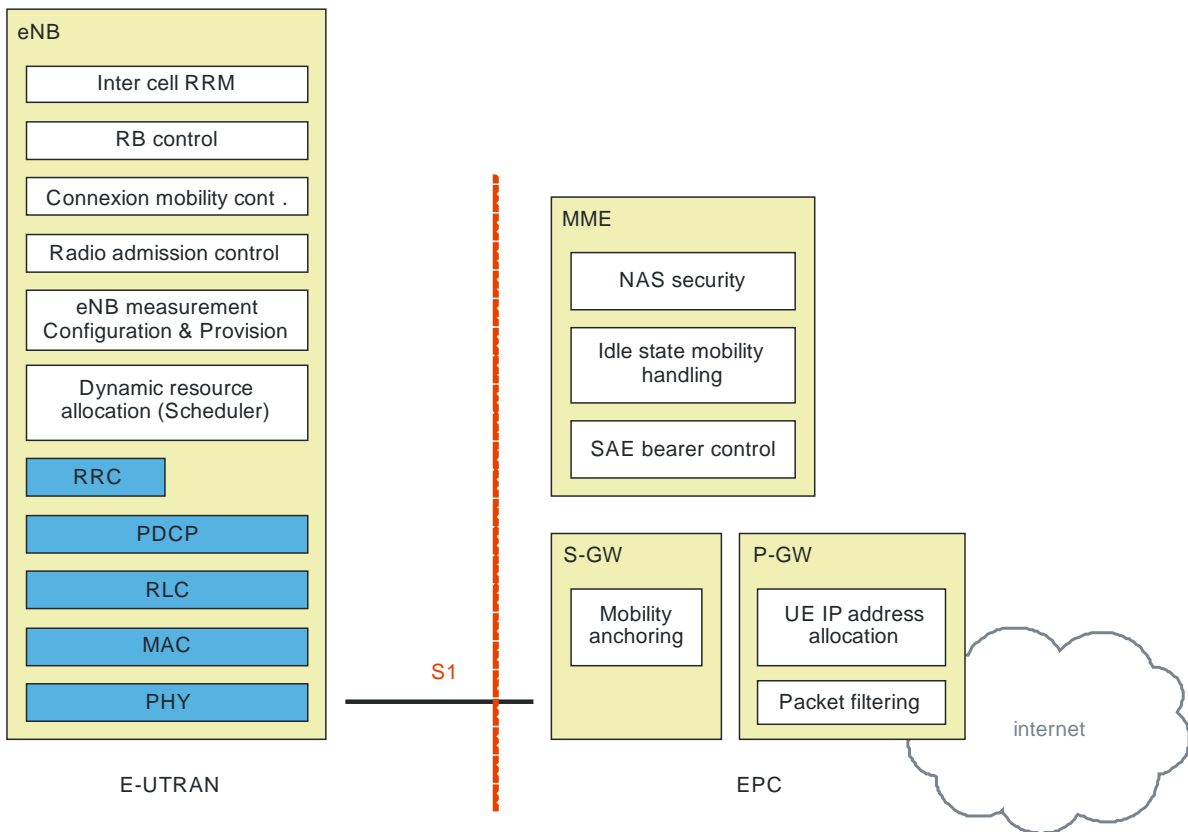 eNB
Inter cell RRM
RB control
Connexion mobility cont .
Radio admission control
eNB measurement
Configuration & Provision
Dynamic resource
allocation (Scheduler)
RRC
PDCP
RLC
MAC
PHY
E-UTRAN
S1
MME
NAS security
Idle state mobility
handling
SAE bearer control
S-GW
Mobility
anchoring
P-GW
UE IP address
allocation
Packet filtering
internet
EPC